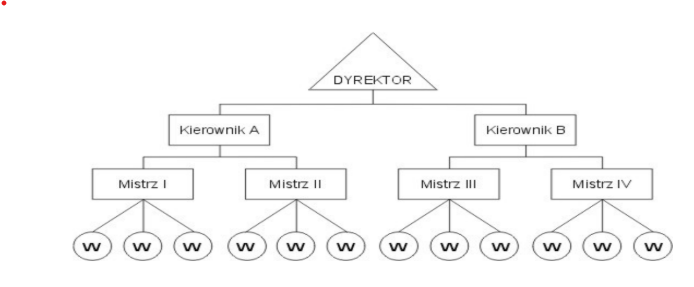 DYREKTOR
Kierownik A
Kierownik B
Mistrz I
Mistrz II
Mistrz III
Mistrz IV
W W W W W W W W W W W W